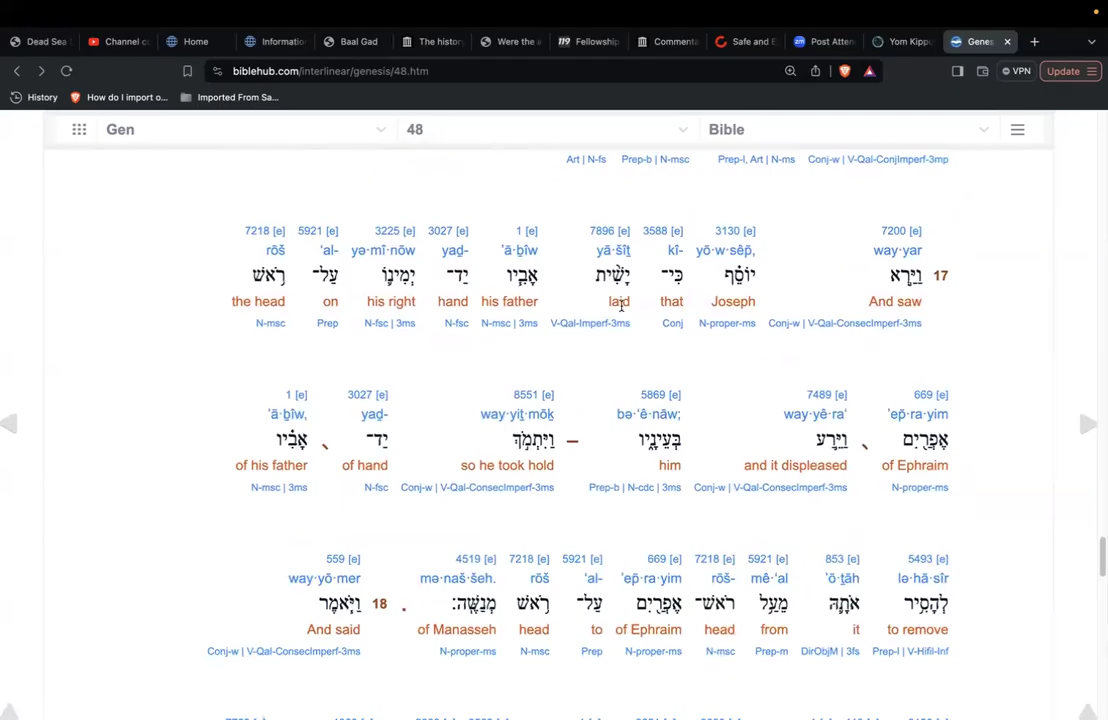 Dead Sea
Channel c
Home
Information
Baal Gad
The history
Were the a
119 Fellowship
Commenta
Safe and E
Post Atten
Yom Kippu
Genes
biblehub.com/interlinear/genesis/48.htm
VPN
Update
History
How do I import o...
Imported From Sa...
Gen
48
Bible
Art | N-fs Prep-b | N-msc Prep-l, Art | N-ms Conj-w | V-Qal-ConjImperf-3mp
7218 [e] 5921 [e] 3225 [e] 3027 [e] 1 [e] 7896 [e] 3588 [e] 3130 [e] 7200 [e]
rōš ‘al- yə·mî·nōw yaḏ- ’ā·ḇîw yā·šîṯ kî- yō·w·sêp̄, way·yar
17 וַיַּ֣רְא יוֹסֵ֗ף כִּי־ יָשִׁ֨ית אָבִ֧יו יַד־ יְמִינ֛וֹ עַל־ רֹ֥אשׁ
the head on his right hand his father laid that Joseph And saw
N-msc Prep N-fsc | 3ms N-fsc N-msc | 3ms V-Qal-Imperf-3ms Conj N-proper-ms Conj-w | V-Qal-ConsecImperf-3ms
1 [e] 3027 [e] 8551 [e] 5869 [e] 7489 [e] 669 [e]
’ā·ḇîw, yaḏ- way·yiṯ·mōḵ bə·‘ê·nāw; way·yê·ra‘ ’ep̄·ra·yim
אֶפְרַ֖יִם 、 וַיֵּ֣רַע בְּעֵינָ֑יו – וַיִּתְמֹ֣ךְ יַד־ 、 אָבִ֗יו
of his father of hand so he took hold him and it displeased of Ephraim
N-msc | 3ms N-fsc Conj-w | V-Qal-ConsecImperf-3ms Prep-b | N-cdc | 3ms Conj-w | V-Qal-ConsecImperf-3ms N-proper-ms
559 [e] 4519 [e] 7218 [e] 5921 [e] 669 [e] 7218 [e] 5921 [e] 853 [e] 5493 [e]
way·yō·mer mə·naš·šeh. rōš ‘al- ’ep̄·ra·yim rōš- mê·‘al ’ō·ṯāh lə·hā·sîr
לְהָסִ֥יר אֹתָ֛הּ מֵעַ֥ל רֹאשׁ־ אֶפְרַ֖יִם עַל־ רֹ֥אשׁ מְנַשֶּֽׁה׃ . 18 וַיֹּ֧אמֶר
And said of Manasseh head to of Ephraim head from it to remove
Conj-w | V-Qal-ConsecImperf-3ms N-proper-ms N-msc Prep N-proper-ms N-msc Prep-m DirObjM | 3fs Prep-l | V-Hifil-Inf